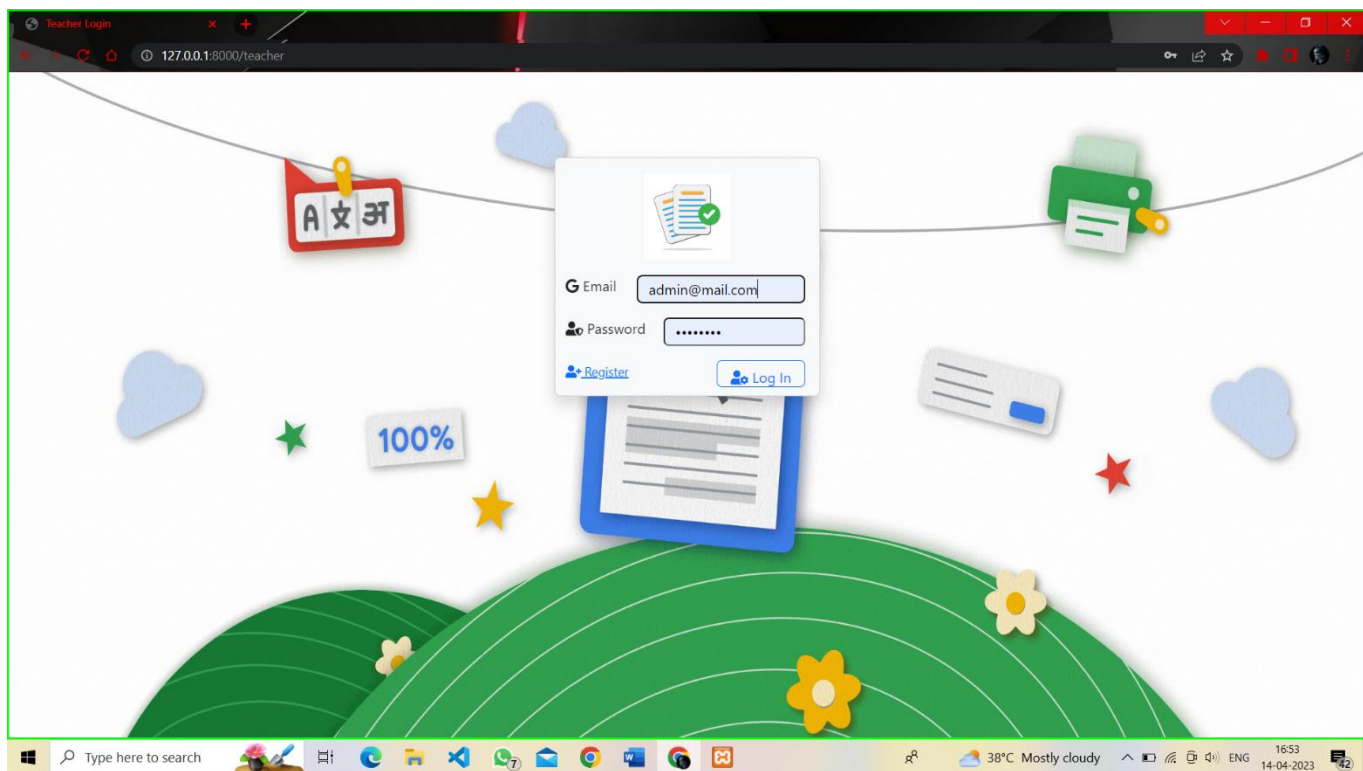 Teacher Login
127.0.0.1:8000/teacher
A 文 अ
Email admin@mail.com
Password ••••••••
Register Log In
100%
Type here to search 7 38°C Mostly cloudy ENG 16:53
14-04-2023 42